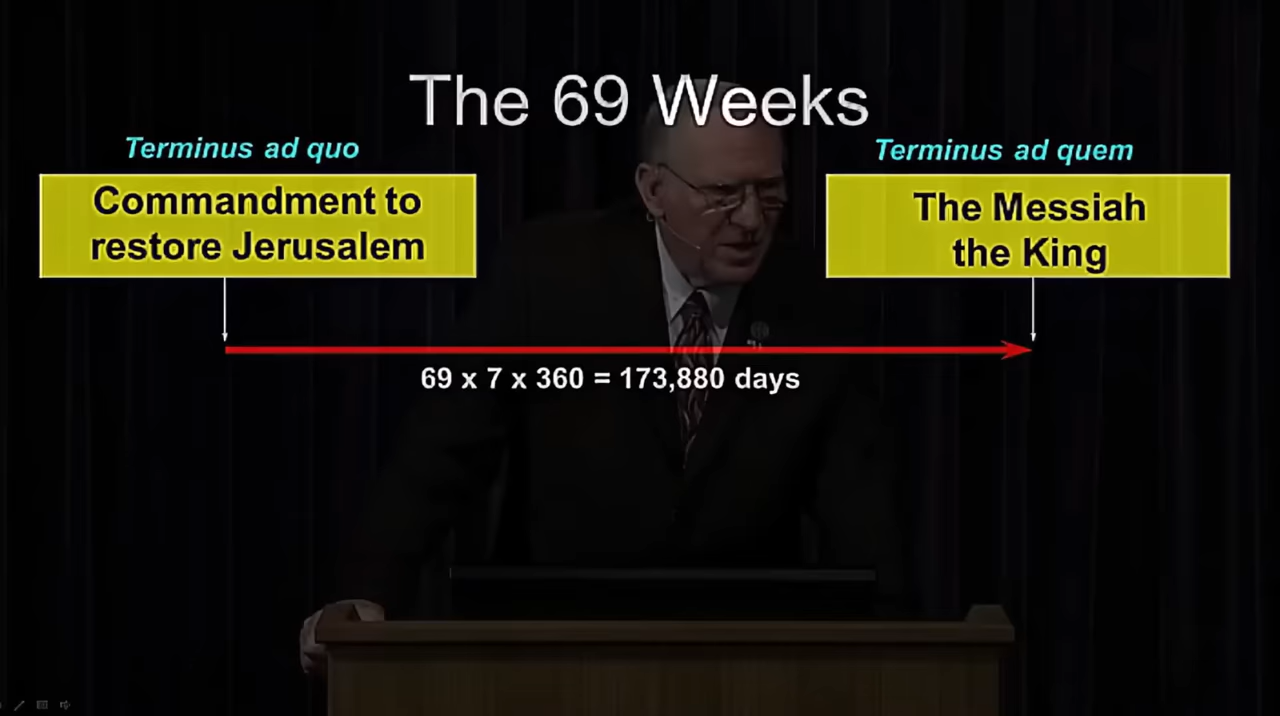 The 69 Weeks
Terminus ad quo
Terminus ad quem
Commandment to
restore Jerusalem
The Messiah
the King
69 x 7 x 360 = 173,880 days